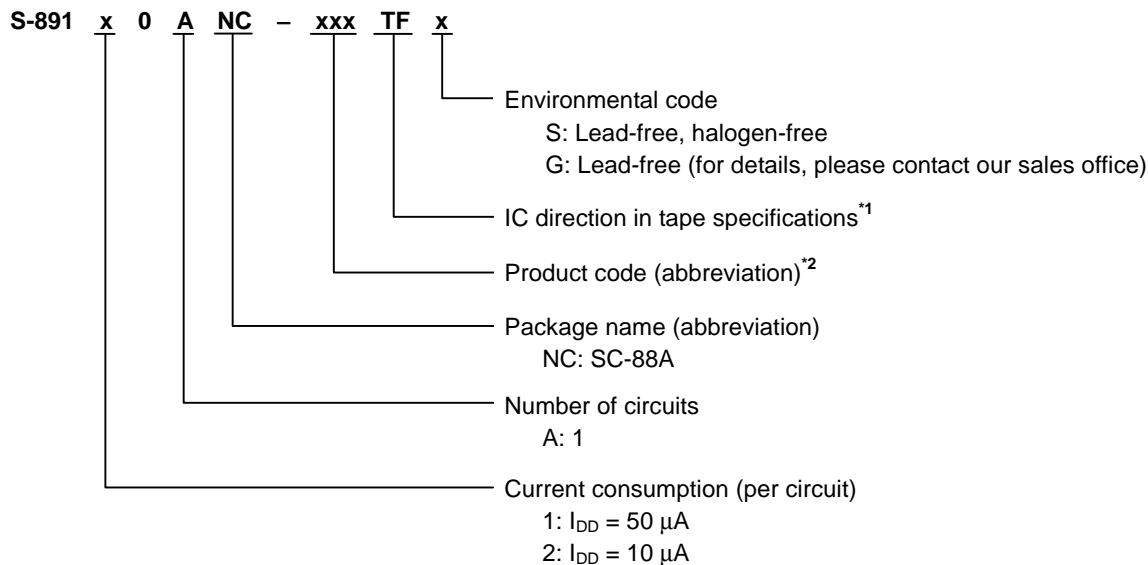 S-891 x 0 A NC – xxx TF x
Environmental code
S: Lead-free, halogen-free
G: Lead-free (for details, please contact our sales office)
IC direction in tape specifications*1
Product code (abbreviation)*2
Package name (abbreviation)
NC: SC-88A
Number of circuits
A: 1
Current consumption (per circuit)
1: IDD = 50 μA
2: IDD = 10 μA